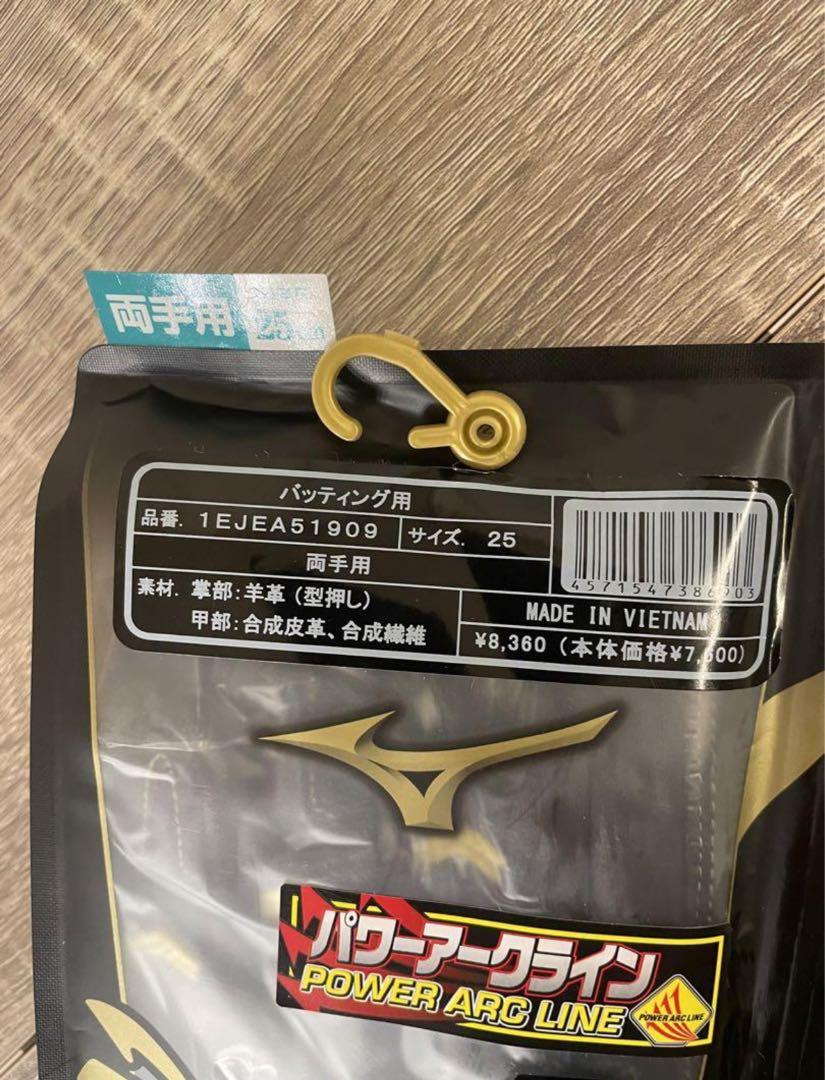 両手用
25cm
バッティング用
品番. 1EJEA51909 サイズ. 25
両手用
素材. 掌部:羊革(型押し)
甲部:合成皮革、合成繊維
MADE IN VIETNAM
¥8,360 (本体価格¥7,600)
パワーアークライン
POWER ARC LINE
POWER ARC LINE